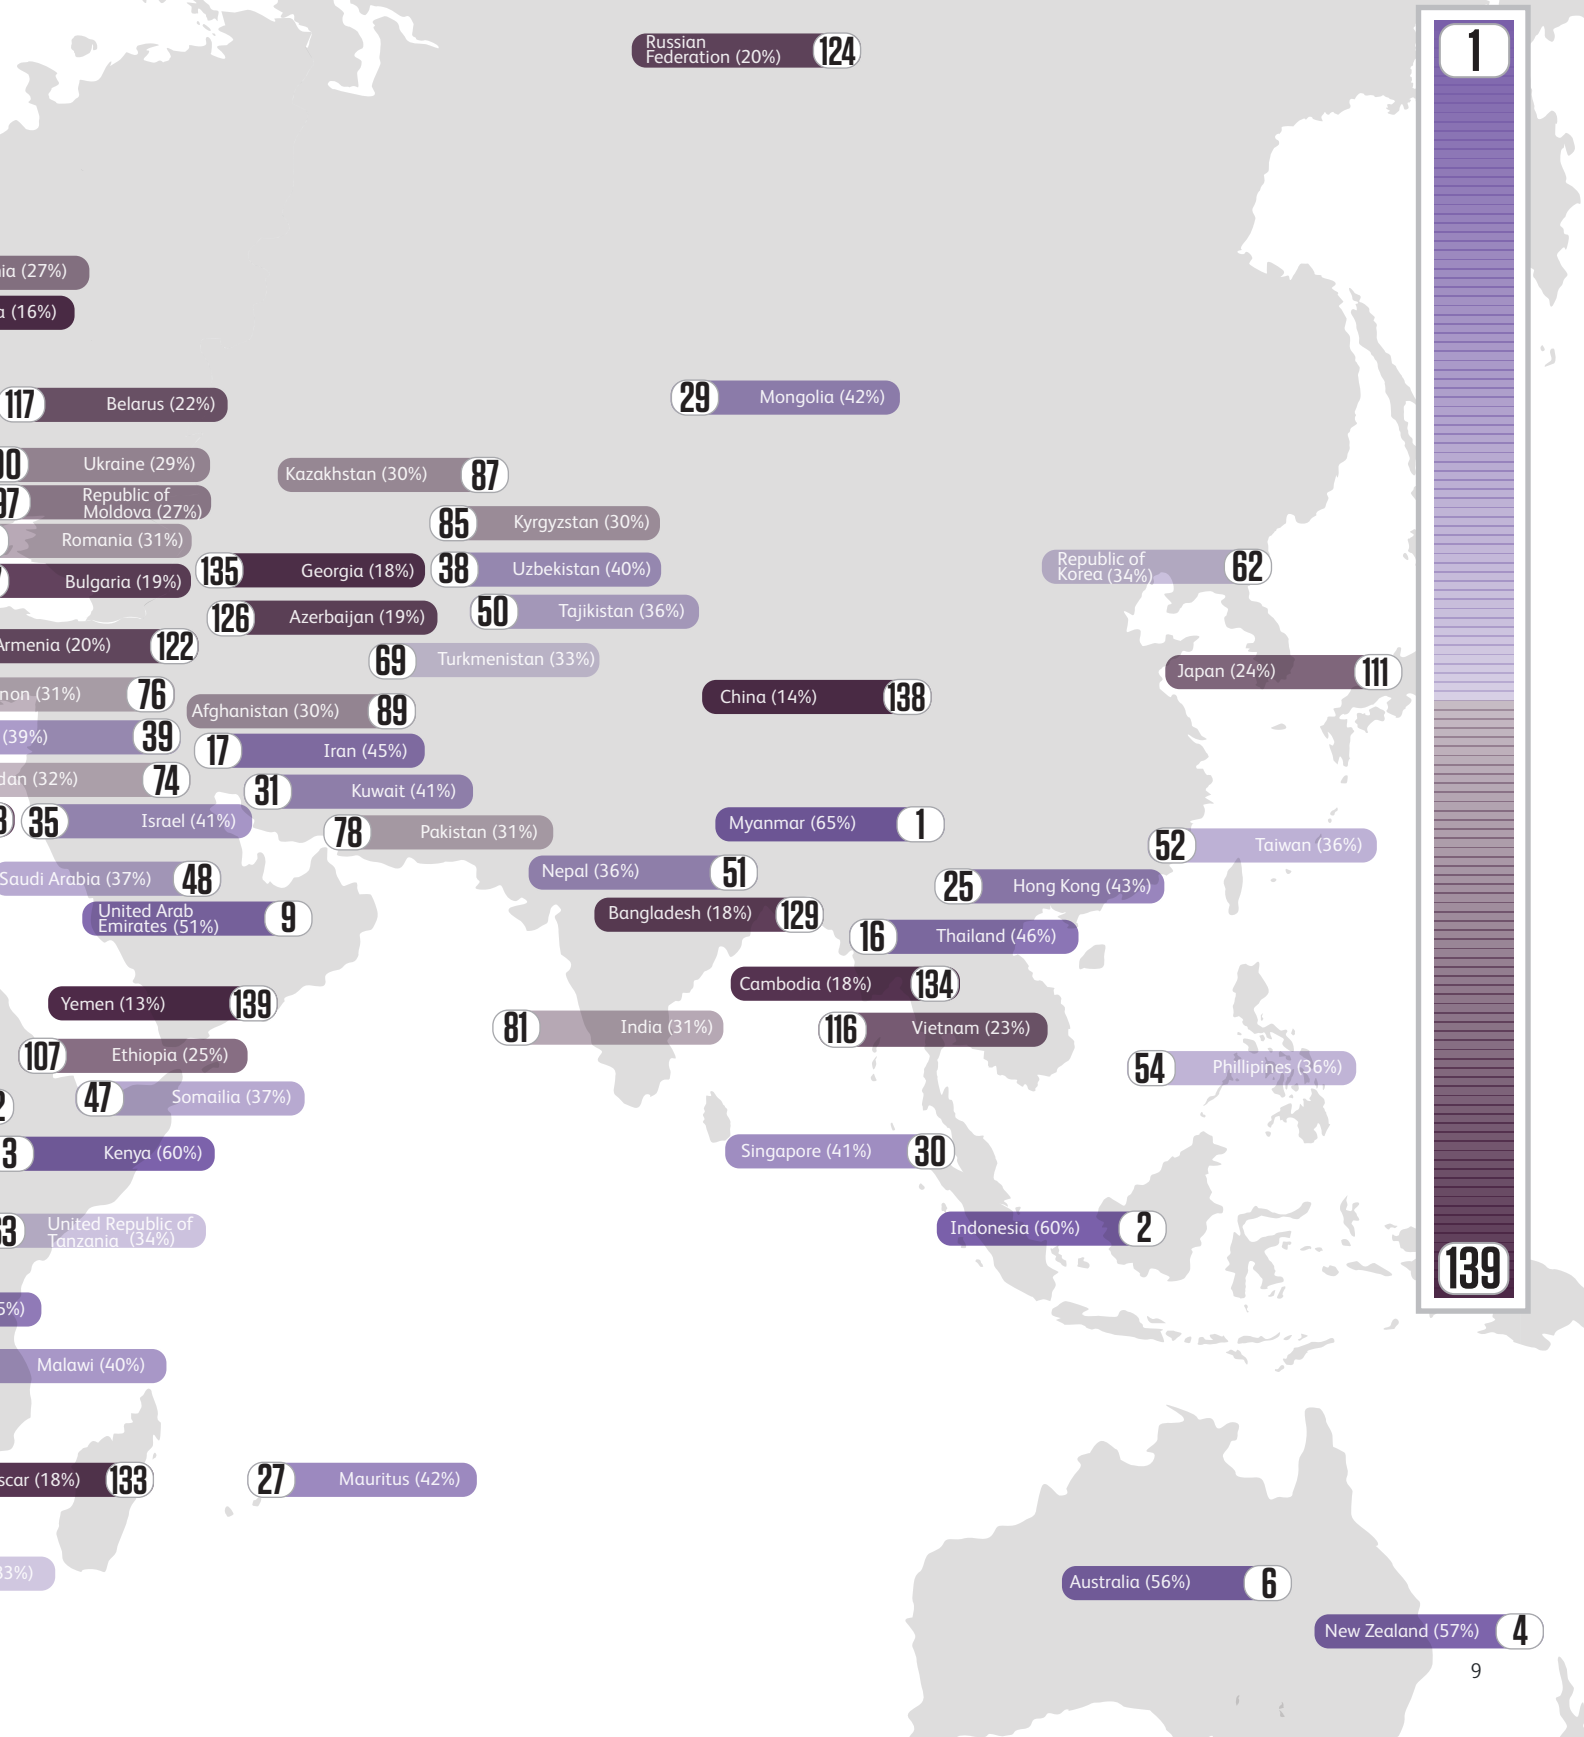 1
Russian
Federation (20%)
124
ia (27%)
a (16%)
117
Belarus (22%)
29
Mongolia (42%)
Ukraine (29%)
Kazakhstan (30%)
87
97
Republic of
Moldova (27%)
85
Kyrgyzstan (30%)
Romania (31%)
Bulgaria (19%)
135
Georgia (18%)
38
Uzbekistan (40%)
Republic of
Korea (34%)
62
126
Azerbaijan (19%)
50
Tajikistan (36%)
Armenia (20%)
122
69
Turkmenistan (33%)
Japan (24%)
111
non (31%)
76
Afghanistan (30%)
89
China (14%)
138
(39%)
39
17
Iran (45%)
dan (32%)
74
31
Kuwait (41%)
35
Israel (41%)
78
Pakistan (31%)
Myanmar (65%)
1
52
Taiwan (36%)
Saudi Arabia (37%)
48
Nepal (36%)
51
25
Hong Kong (43%)
United Arab
Emirates (51%)
9
Bangladesh (18%)
129
16
Thailand (46%)
Cambodia (18%)
134
Yemen (13%)
139
81
India (31%)
116
Vietnam (23%)
107
Ethiopia (25%)
54
Phillipines (36%)
47
Somailia (37%)
3
Kenya (60%)
Singapore (41%)
30
United Republic of
Tanzania (34%)
Indonesia (60%)
2
139
5%)
Malawi (40%)
scar (18%)
133
27
Mauritus (42%)
33%)
Australia (56%)
6
New Zealand (57%)
4
9